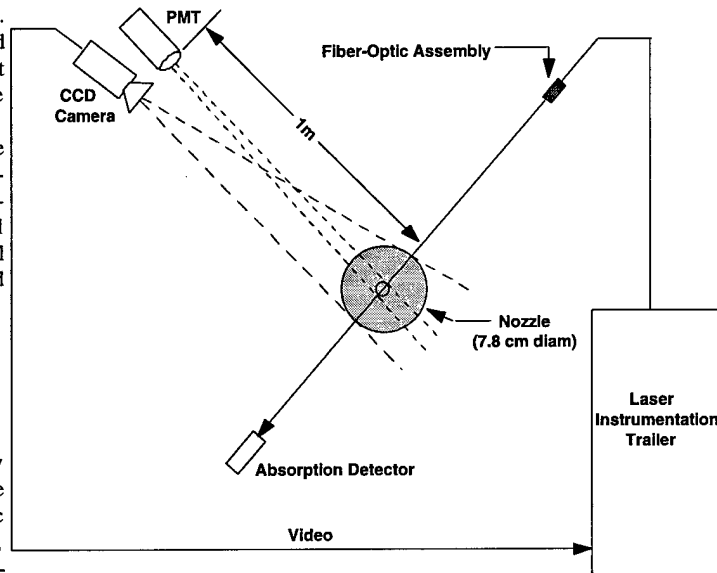 PMT
Fiber-Optic Assembly
CCD
Camera
1m
Nozzle
(7.8 cm diam)
Laser
Instrumentation
Trailer
Absorption Detector
Video